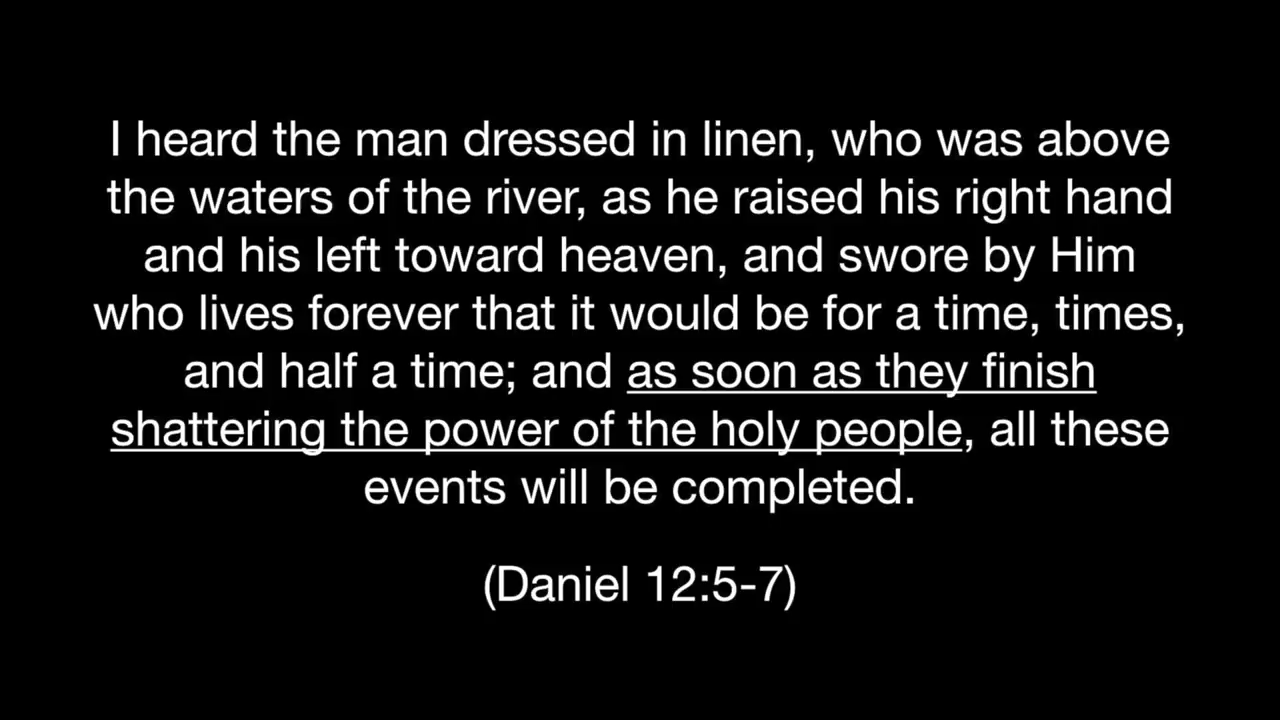 I heard the man dressed in linen, who was above
the waters of the river, as he raised his right hand
and his left toward heaven, and swore by Him
who lives forever that it would be for a time, times,
and half a time; and as soon as they finish
shattering the power of the holy people, all these
events will be completed.
(Daniel 12:5-7)